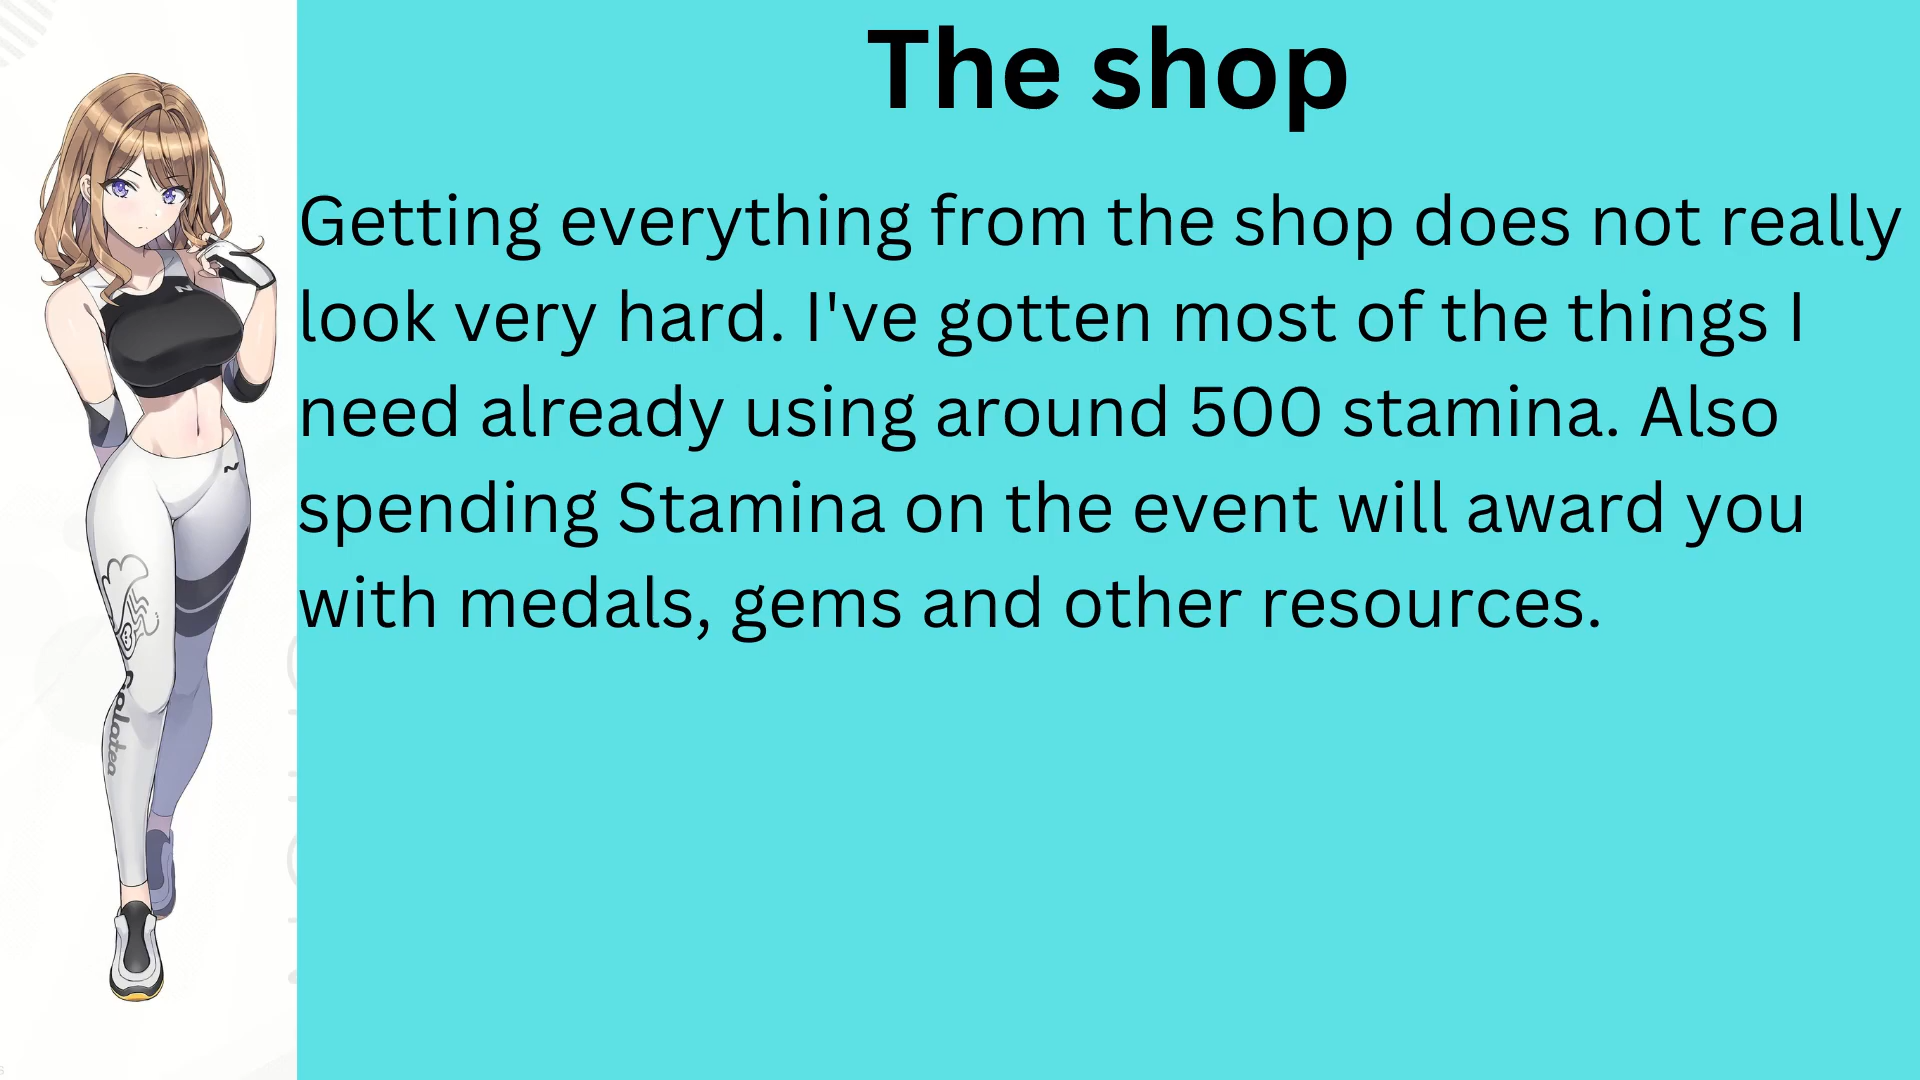 The shop
Getting everything from the shop does not really
look very hard. I've gotten most of the things I
need already using around 500 stamina. Also
spending Stamina on the event will award you
with medals, gems and other resources.
Galatea